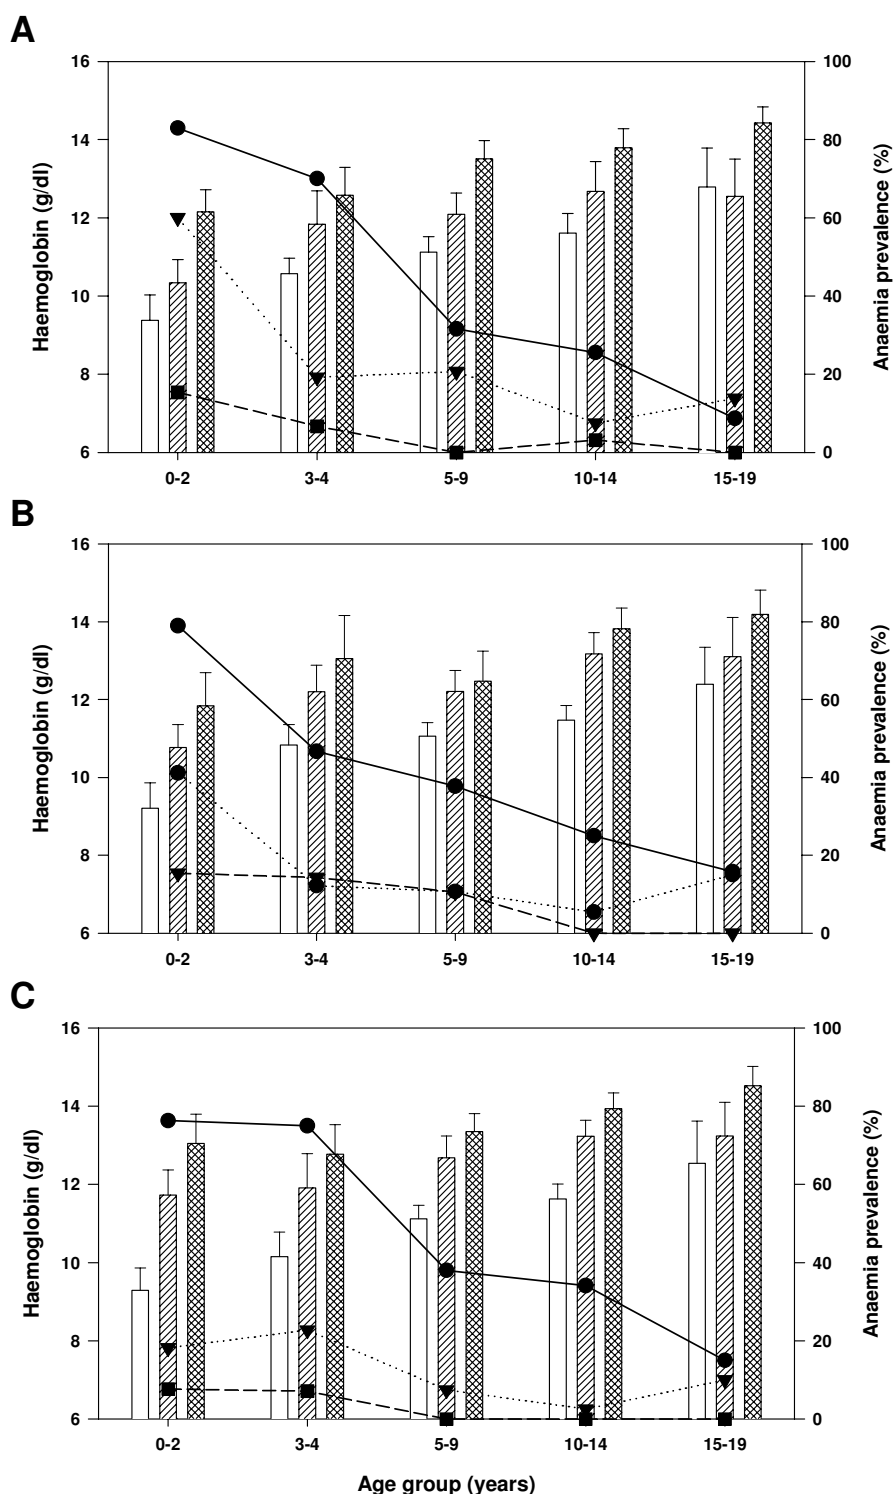 A
16
14
12
10
8
6
Haemoglobin (g/dl)
100
80
60
40
20
0
Anaemia prevalence (%)
0-2 3-4 5-9 10-14 15-19
B
16
14
12
10
8
6
Haemoglobin (g/dl)
100
80
60
40
20
0
Anaemia prevalence (%)
0-2 3-4 5-9 10-14 15-19
C
16
14
12
10
8
6
Haemoglobin (g/dl)
100
80
60
40
20
0
Anaemia prevalence (%)
0-2 3-4 5-9 10-14 15-19
Age group (years)